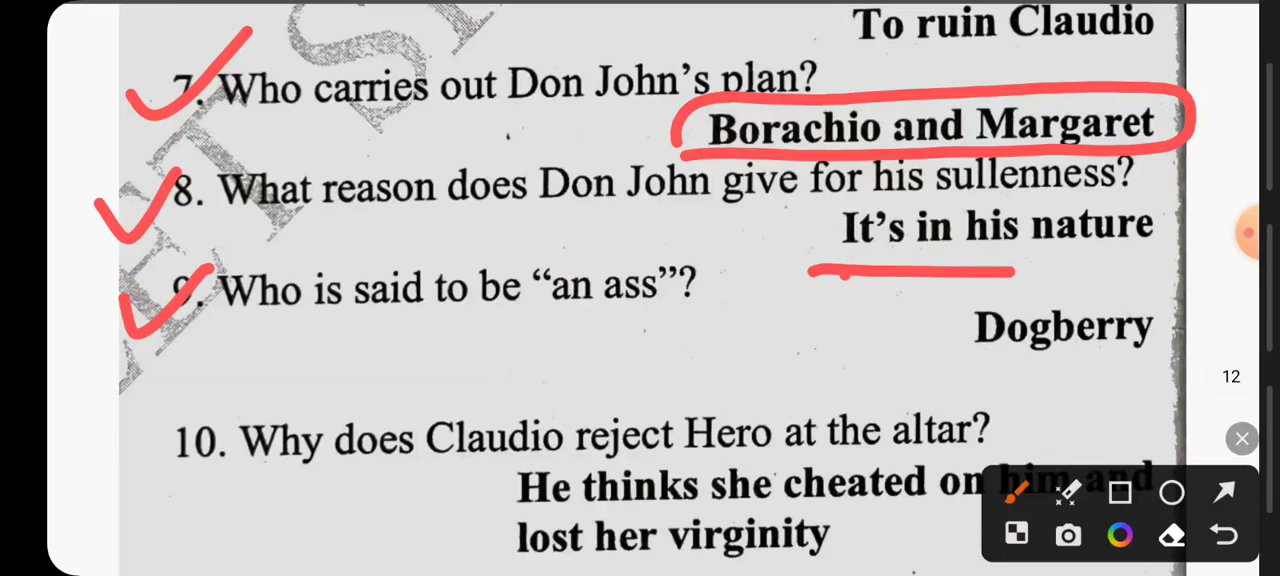 To ruin Claudio
7. Who carries out Don John's plan?
Borachio and Margaret
8. What reason does Don John give for his sullenness?
It's in his nature
9. Who is said to be “an ass”?
Dogberry
12
10. Why does Claudio reject Hero at the altar?
He thinks she cheated on him and
lost her virginity